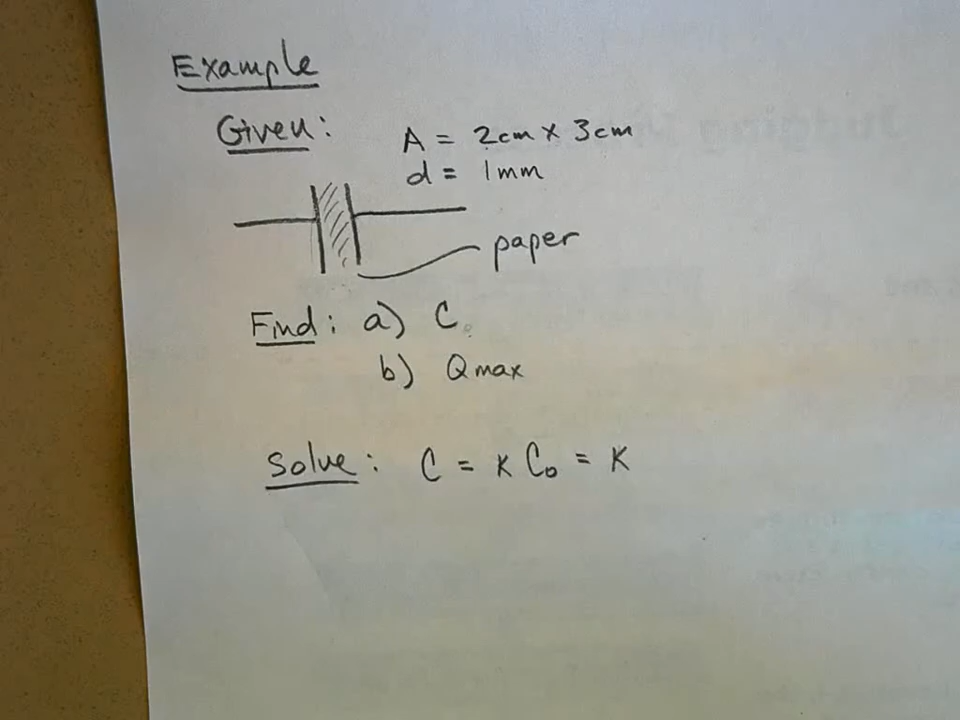 Example
Given:
A = 2cm x 3cm
d = 1mm
paper
Find: a) C
b) Qmax
Solve: C = K C₀ = K